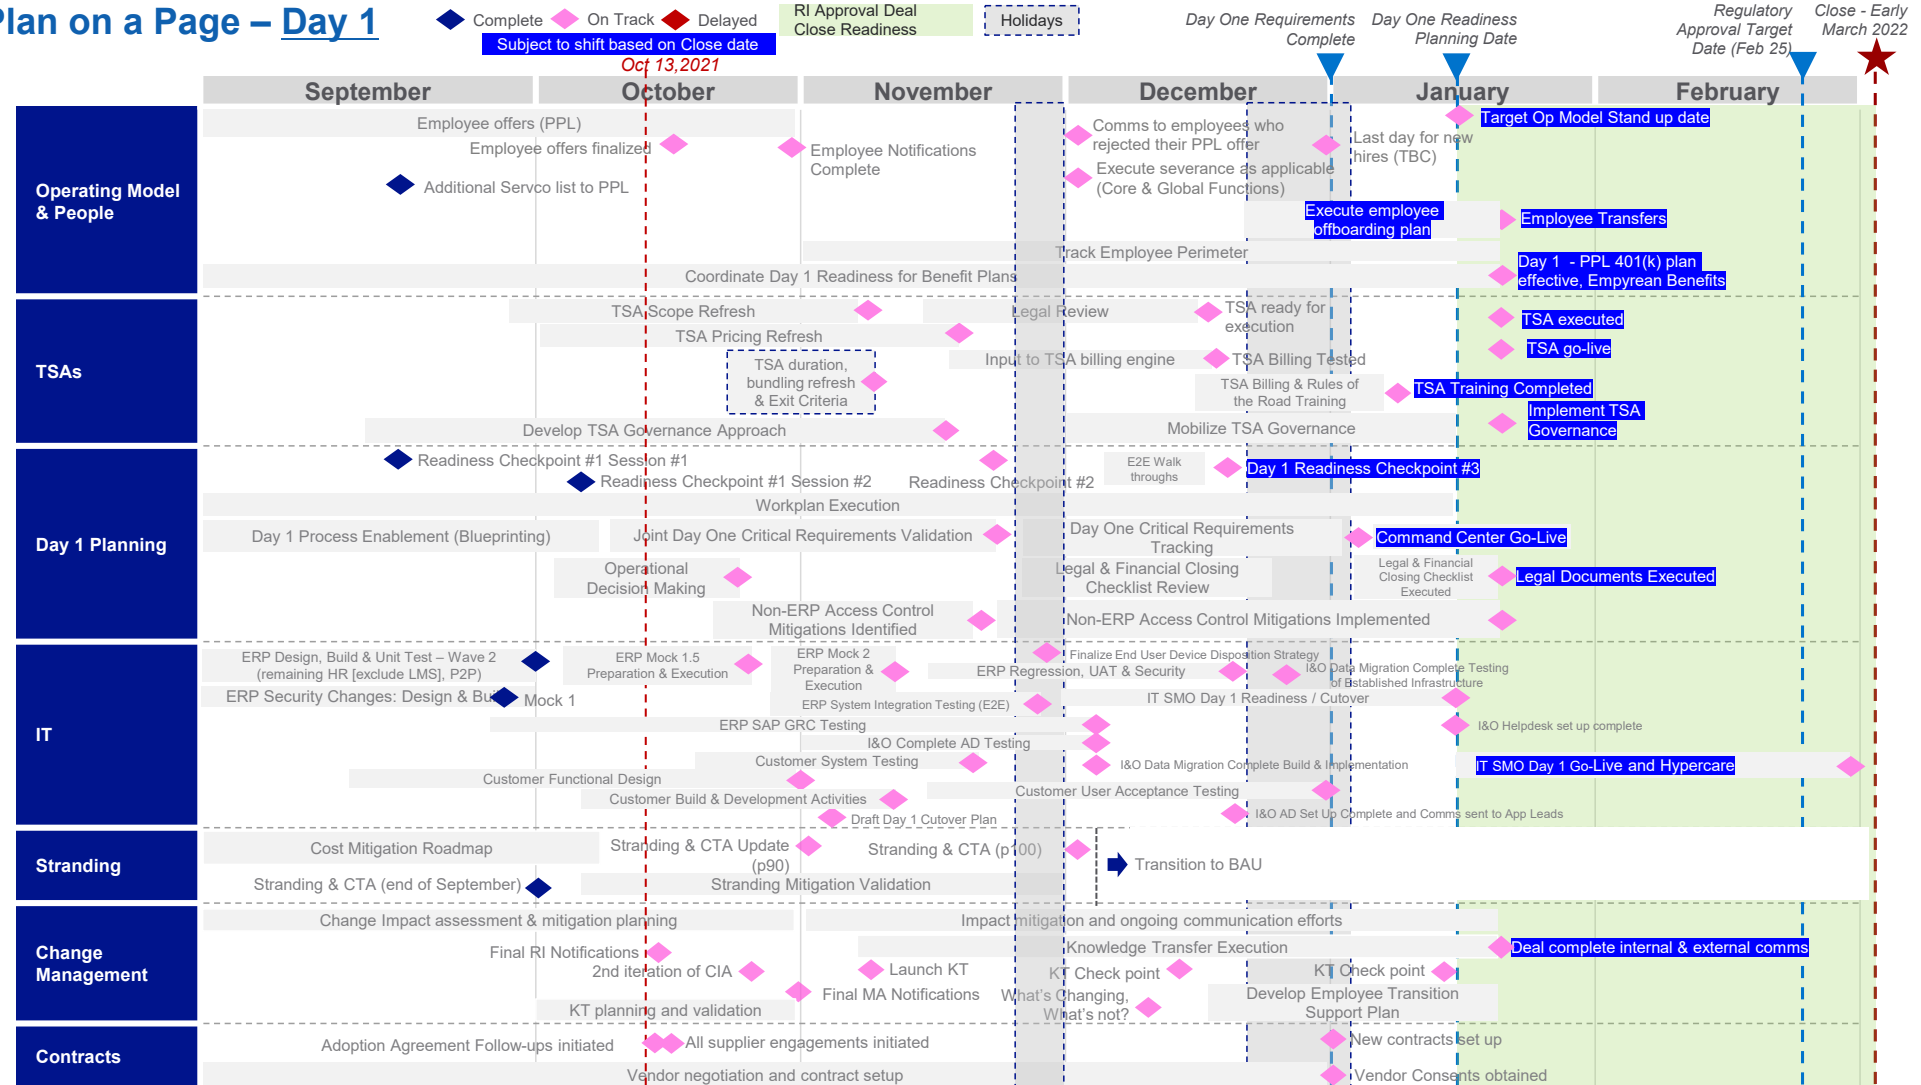 lan on a Page – Day 1
Complete
On Track
Delayed
Subject to shift based on Close date
RI Approval Deal
Close Readiness
Holidays
Day One Requirements
Complete
Day One Readiness
Planning Date
Regulatory
Approval Target
Date (Feb 25)
Close - Early
March 2022
Oct 13,2021
September
October
November
December
January
February
Operating Model
& People
Employee offers (PPL)
Employee offers finalized
Employee Notifications
Complete
Additional Servco list to PPL
Comms to employees who
rejected their PPL offer
Execute severance as applicable
(Core & Global Functions)
Last day for new
hires (TBC)
Target Op Model Stand up date
Execute employee
offboarding plan
Employee Transfers
Track Employee Perimeter
Coordinate Day 1 Readiness for Benefit Plans
Day 1 - PPL 401(k) plan
effective, Empyrean Benefits
TSAs
TSA Scope Refresh
Legal Review
TSA ready for
execution
TSA executed
TSA Pricing Refresh
TSA go-live
TSA duration,
bundling refresh
& Exit Criteria
Input to TSA billing engine
TSA Billing Tested
TSA Billing & Rules of
the Road Training
TSA Training Completed
Develop TSA Governance Approach
Mobilize TSA Governance
Implement TSA
Governance
Day 1 Planning
Readiness Checkpoint #1 Session #1
Readiness Checkpoint #1 Session #2
Readiness Checkpoint #2
E2E Walk
throughs
Day 1 Readiness Checkpoint #3
Workplan Execution
Day 1 Process Enablement (Blueprinting)
Joint Day One Critical Requirements Validation
Day One Critical Requirements
Tracking
Command Center Go-Live
Operational
Decision Making
Legal & Financial Closing
Checklist Review
Legal & Financial
Closing Checklist
Executed
Legal Documents Executed
Non-ERP Access Control
Mitigations Identified
Non-ERP Access Control Mitigations Implemented
IT
ERP Design, Build & Unit Test – Wave 2
(remaining HR [exclude LMS], P2P)
ERP Mock 1.5
Preparation & Execution
ERP Mock 2
Preparation &
Execution
Finalize End User Device Disposition Strategy
ERP Regression, UAT & Security
I&O Data Migration Complete Testing
of Established Infrastructure
ERP Security Changes: Design & Bu
Mock 1
ERP System Integration Testing (E2E)
IT SMO Day 1 Readiness / Cutover
ERP SAP GRC Testing
I&O Helpdesk set up complete
I&O Complete AD Testing
Customer System Testing
I&O Data Migration Complete Build & Implementation
IT SMO Day 1 Go-Live and Hypercare
Customer Functional Design
Customer Build & Development Activities
Customer User Acceptance Testing
Draft Day 1 Cutover Plan
I&O AD Set Up Complete and Comms sent to App Leads
Stranding
Cost Mitigation Roadmap
Stranding & CTA Update
(p90)
Stranding & CTA (p100)
Transition to BAU
Stranding & CTA (end of September)
Stranding Mitigation Validation
Change
Management
Change Impact assessment & mitigation planning
Impact mitigation and ongoing communication efforts
Final RI Notifications
Knowledge Transfer Execution
Deal complete internal & external comms
2nd iteration of CIA
Launch KT
KT Check point
KT Check point
Final MA Notifications
What's Changing,
What's not?
Develop Employee Transition
Support Plan
KT planning and validation
Contracts
Adoption Agreement Follow-ups initiated
All supplier engagements initiated
New contracts set up
Vendor negotiation and contract setup
Vendor Consents obtained